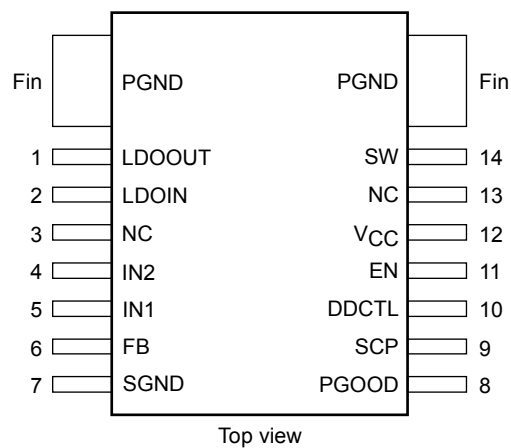 Fin PGND PGND Fin
1 LDOOUT SW 14
2 LDOIN NC 13
3 NC VCC 12
4 IN2 EN 11
5 IN1 DDCTL 10
6 FB SCP 9
7 SGND PGOOD 8
Top view